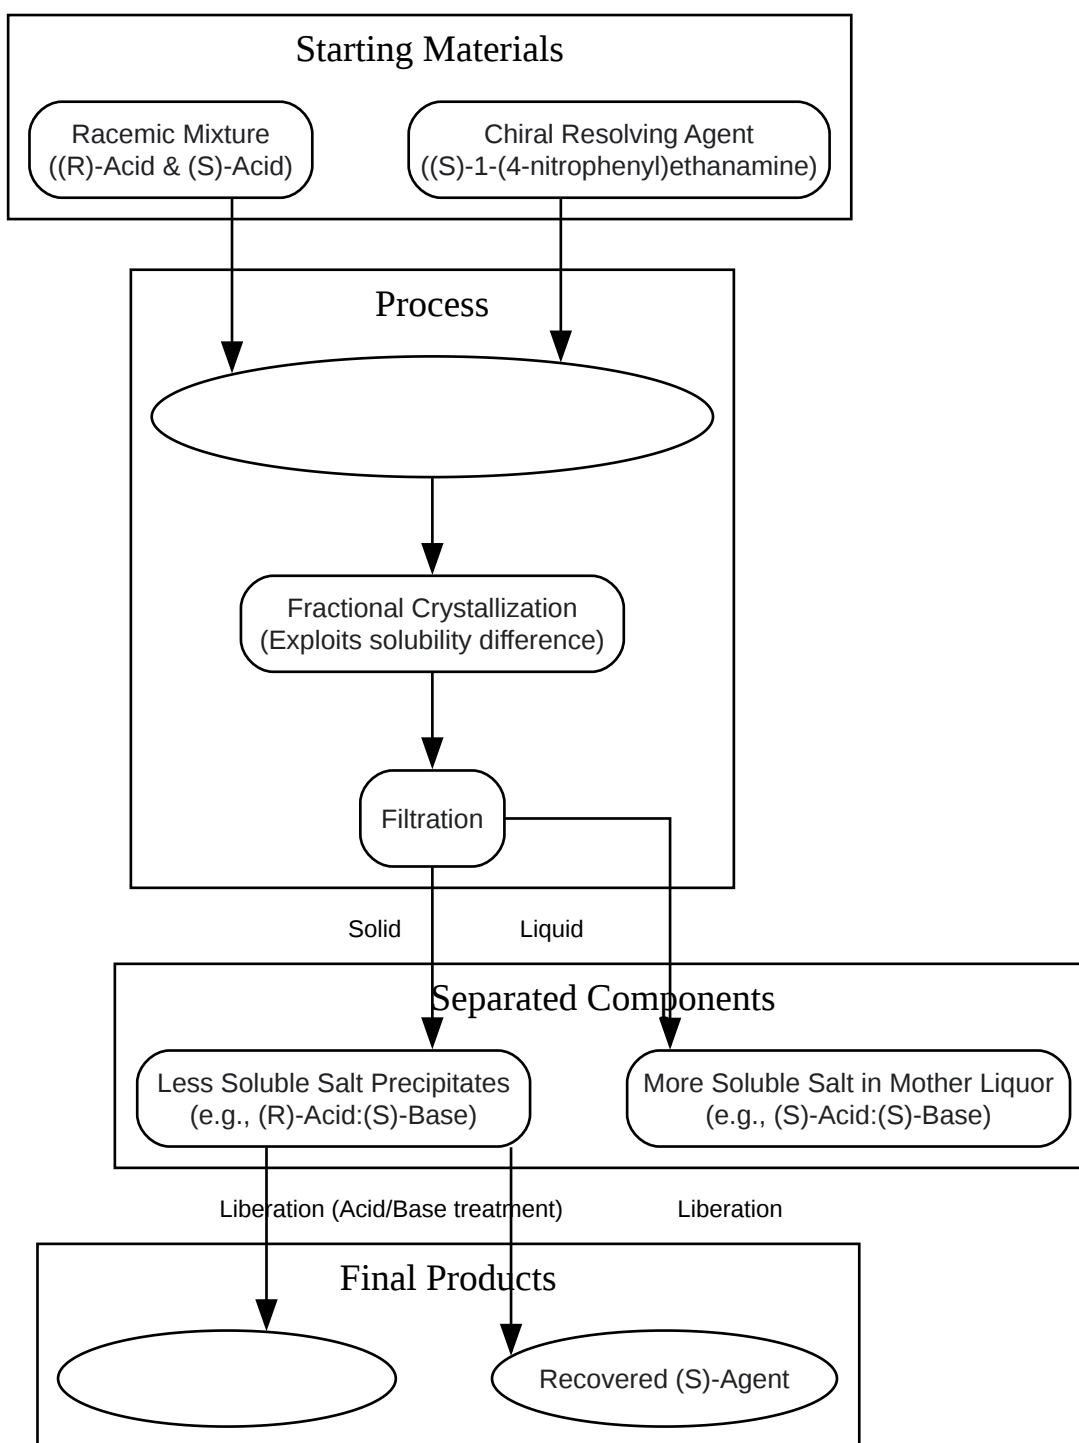 Starting Materials
Racemic Mixture
((R)-Acid & (S)-Acid)
Chiral Resolving Agent
((S)-1-(4-nitrophenyl)ethanamine)
Process
Fractional Crystallization
(Exploits solubility difference)
Filtration
Solid
Liquid
Separated Components
Less Soluble Salt Precipitates
(e.g., (R)-Acid:(S)-Base)
More Soluble Salt in Mother Liquor
(e.g., (S)-Acid:(S)-Base)
Liberation (Acid/Base treatment)
Liberation
Final Products
Recovered (S)-Agent